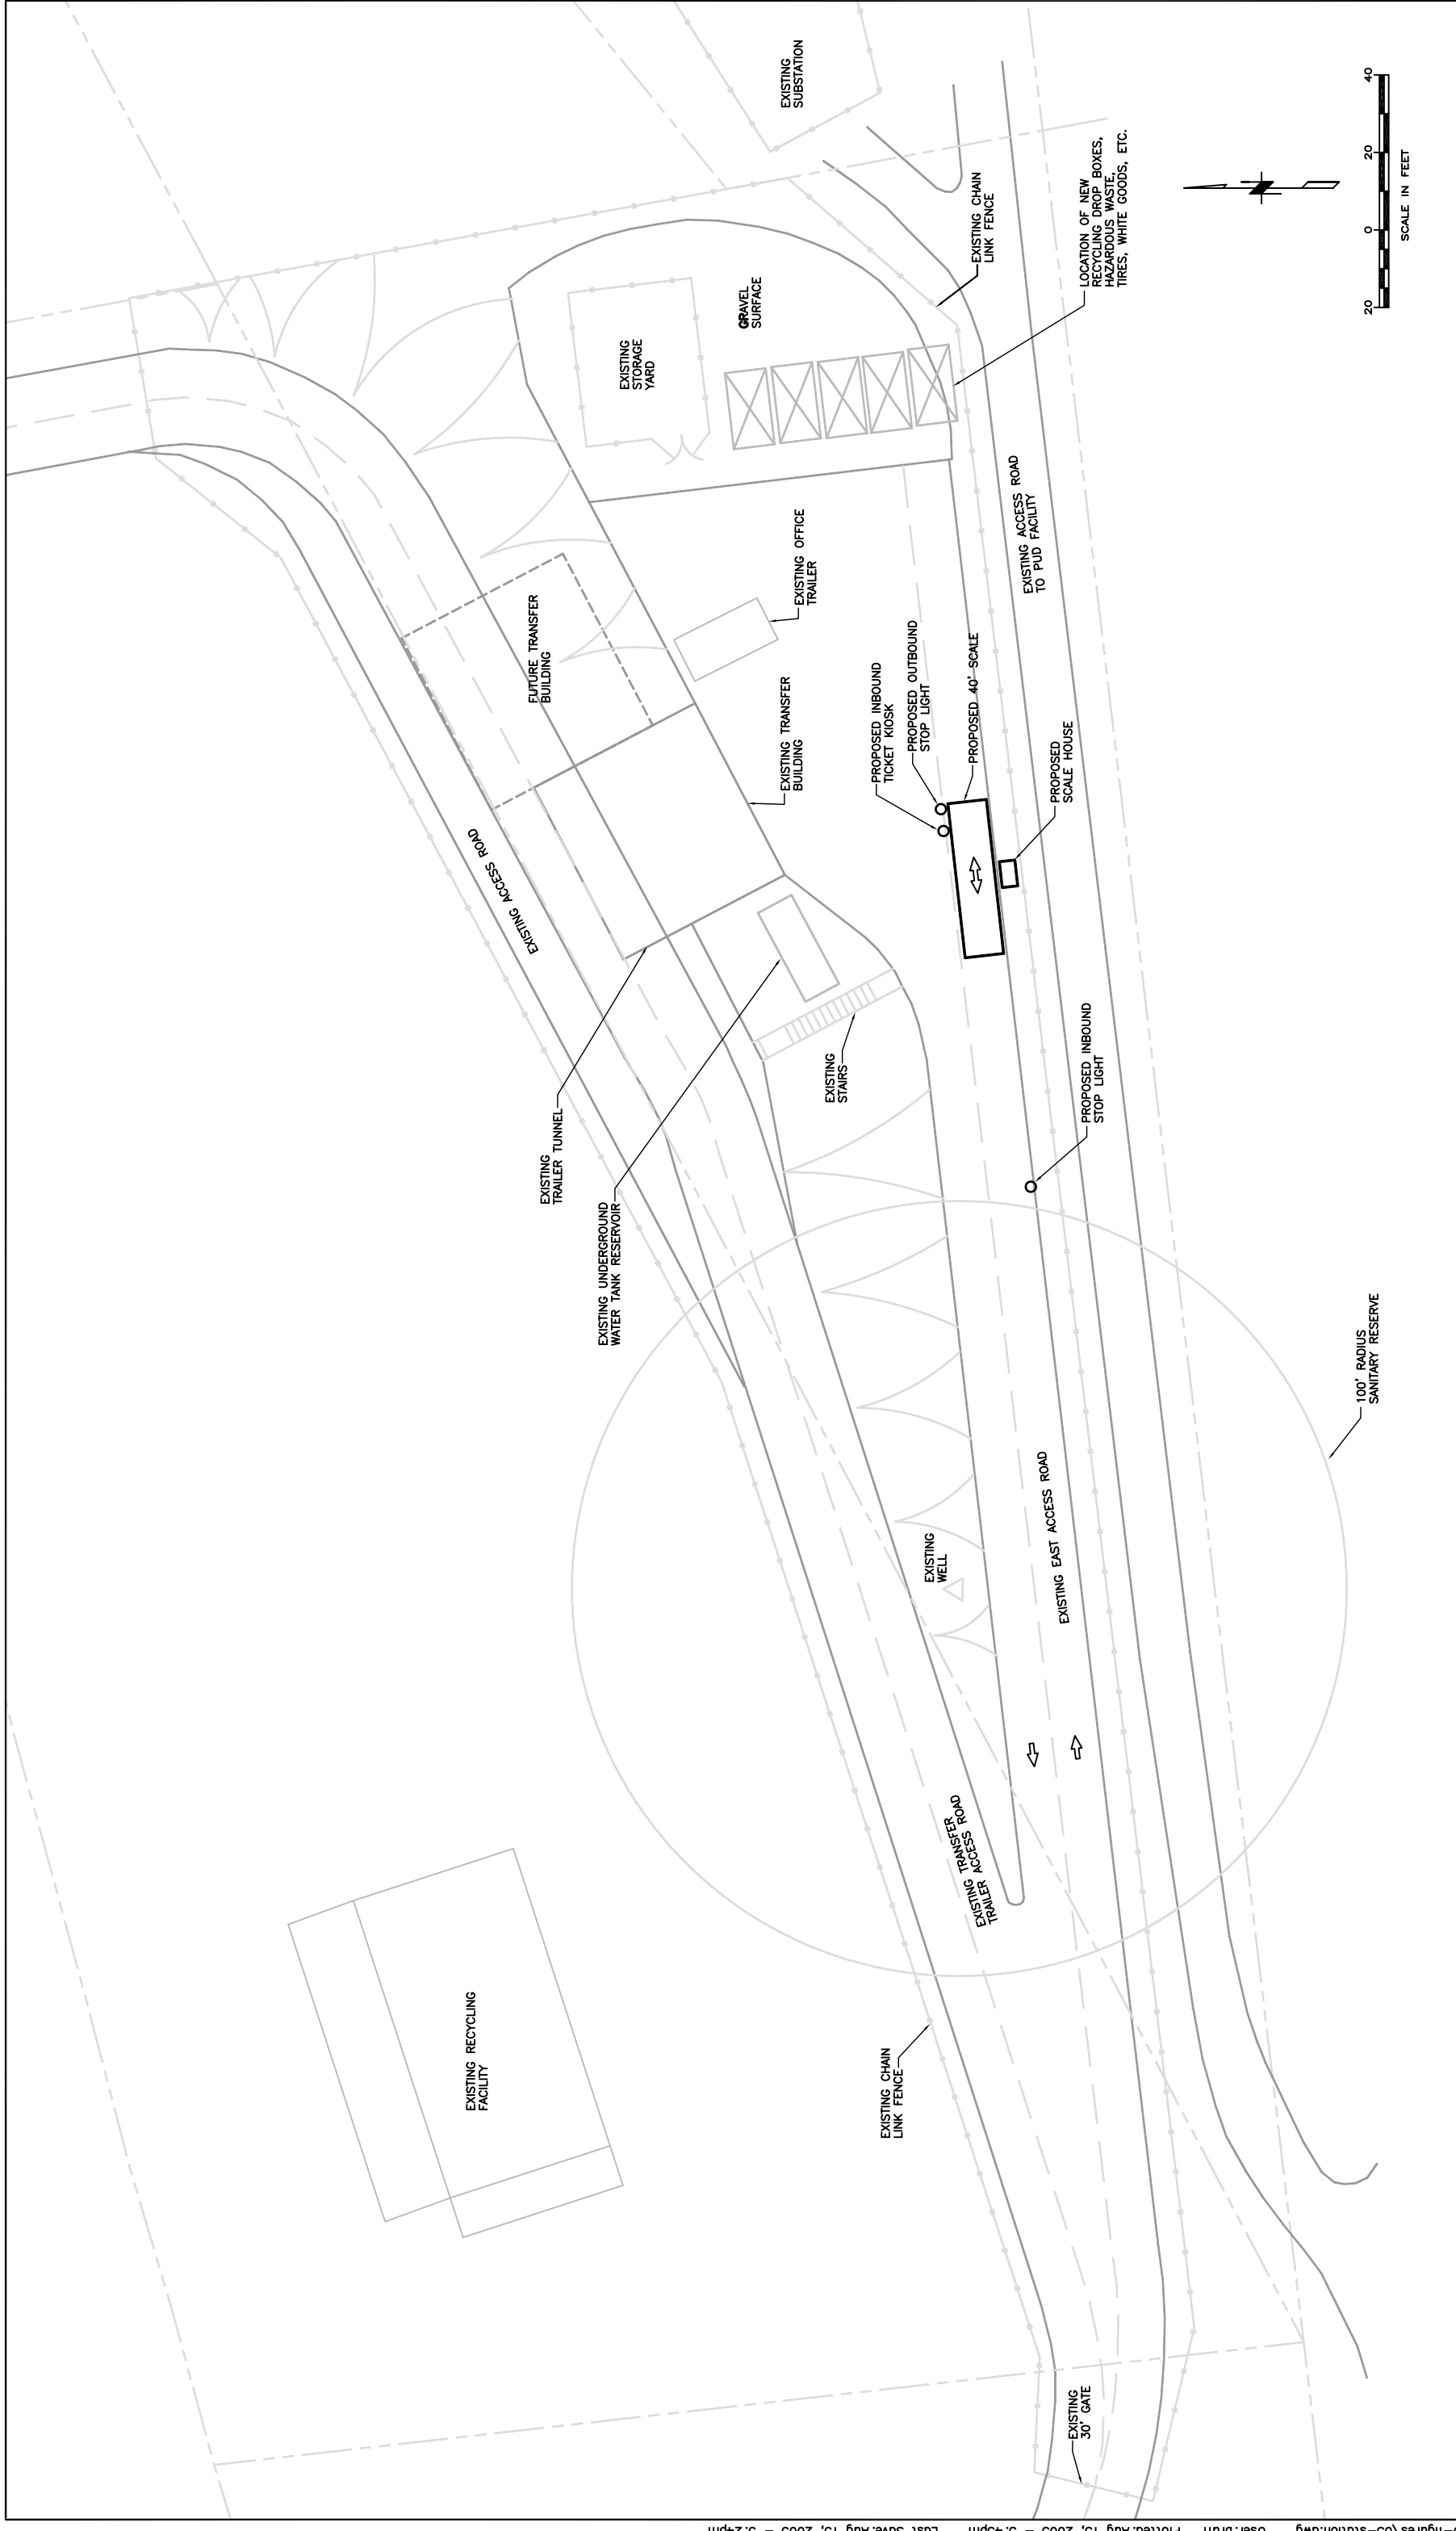 EXISTING
SUBSTATION
EXISTING CHAIN
LINK FENCE
LOCATION OF NEW
RECYCLING DROP BOXES,
HAZARDOUS WASTE,
TIRES, WHITE GOODS, ETC.
20
0
20
40
SCALE IN FEET
GRAVEL
SURFACE
EXISTING
STORAGE
YARD
EXISTING ACCESS ROAD
TO PUD FACILITY
EXISTING OFFICE
TRAILER
FUTURE TRANSFER
BUILDING
EXISTING TRANSFER
BUILDING
PROPOSED INBOUND
TICKET KIOSK
PROPOSED OUTBOUND
STOP LIGHT
PROPOSED 40' SCALE
PROPOSED
SCALE HOUSE
EXISTING ACCESS ROAD
EXISTING
STAIRS
PROPOSED INBOUND
STOP LIGHT
EXISTING
TRAILER TUNNEL
EXISTING UNDERGROUND
WATER TANK RESERVOIR
100' RADIUS
SANITARY RESERVE
EXISTING
WELL
EXISTING EAST ACCESS ROAD
EXISTING TRANSFER
TRAILER ACCESS ROAD
EXISTING RECYCLING
FACILITY
EXISTING CHAIN
LINK FENCE
EXISTING
30' GATE